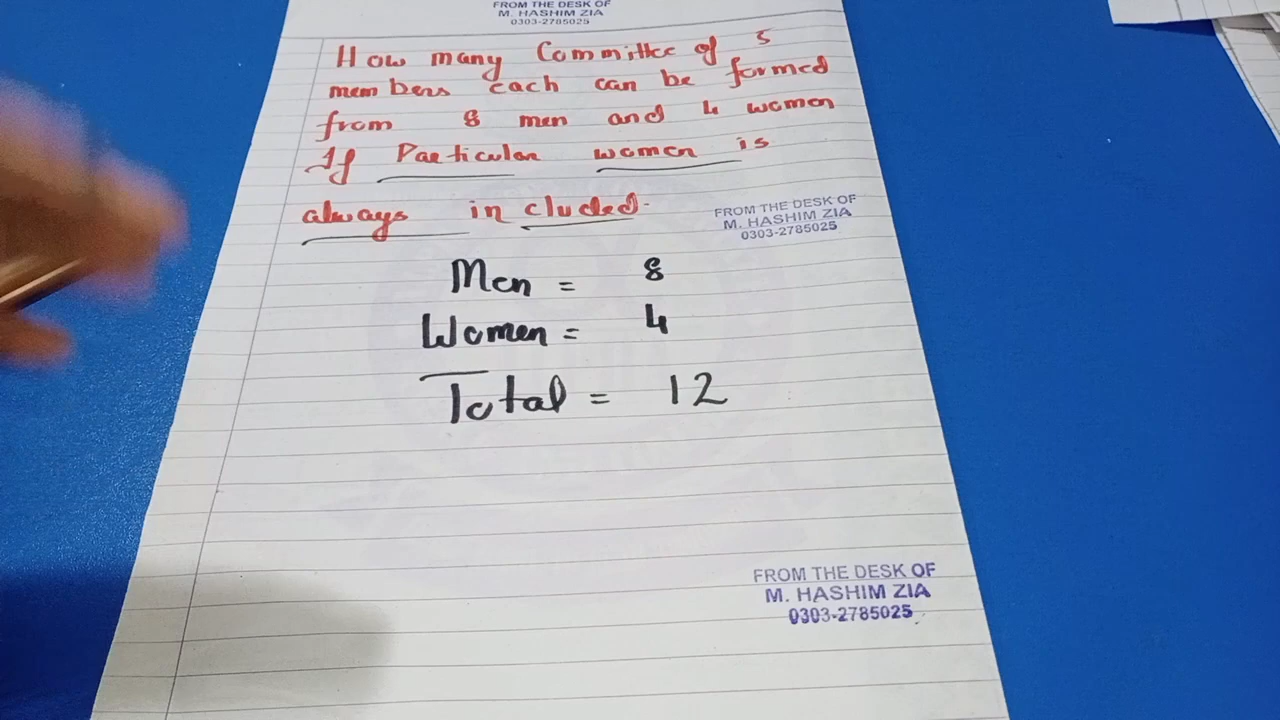 FROM THE DESK OF
M. HASHIM ZIA
0303-2785025
How many Committee of 5
members each can be formed
from 8 men and 4 women
If Particular women is
always in cluded.
FROM THE DESK OF
M. HASHIM ZIA
0303-2785025
Men = 8
Women = 4
Total = 12
FROM THE DESK OF
M. HASHIM ZIA
0303-2785025